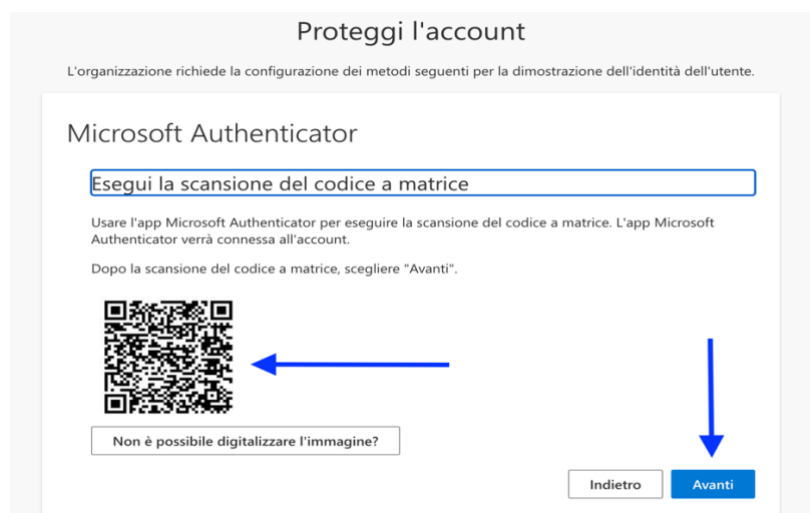 Proteggi l'account
L'organizzazione richiede la configurazione dei metodi seguenti per la dimostrazione dell'identità dell'utente.
Microsoft Authenticator
Esegui la scansione del codice a matrice
Usare l'app Microsoft Authenticator per eseguire la scansione del codice a matrice. L'app Microsoft
Authenticator verrà connessa all'account.
Dopo la scansione del codice a matrice, scegliere "Avanti".
Non è possibile digitalizzare l'immagine?
Indietro
Avanti